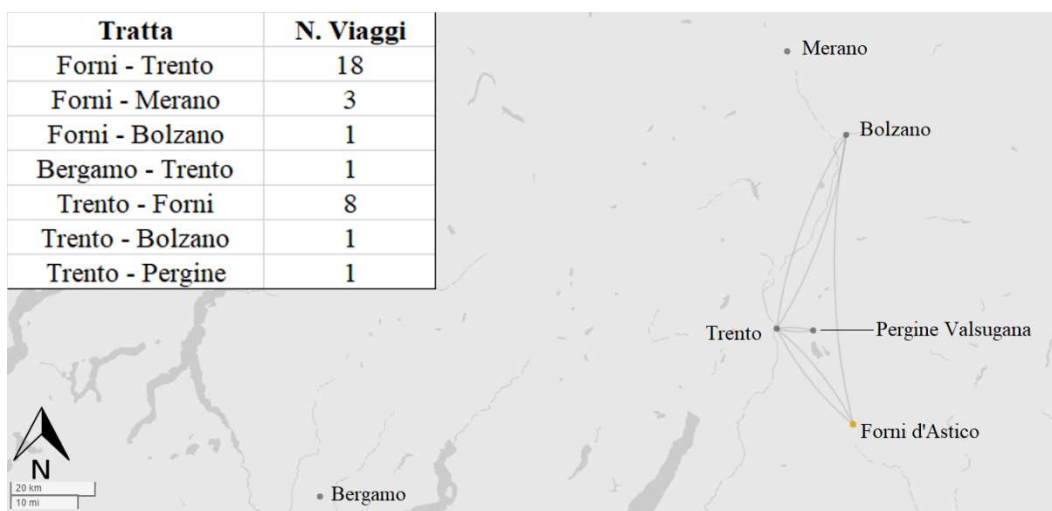 Tratta N. Viaggi
Forni - Trento 18
Forni - Merano 3
Forni - Bolzano 1
Bergamo - Trento 1
Trento - Forni 8
Trento - Bolzano 1
Trento - Pergine 1
Merano
Bolzano
Trento
Pergine Valsugana
Forni d'Astico
Bergamo
N
20 km
10 mi